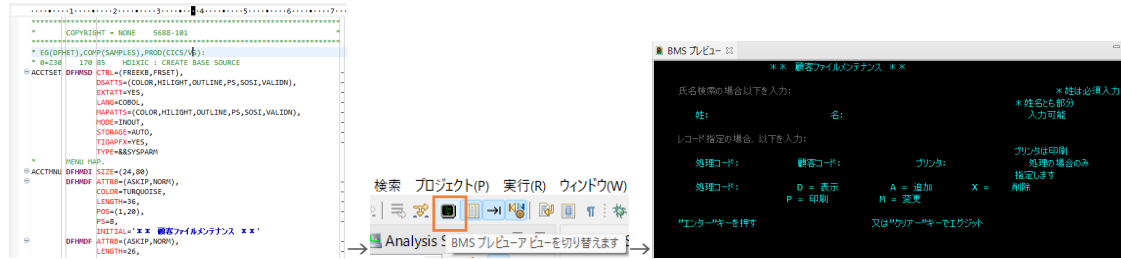 ····+····1····+····2····+····3····+··
·4····+····5····+····6····+····7··
*****************************************************************************
* COPYRIGHT = NONE 5688-101 *
*****************************************************************************
* EG(DFHET),COMP(SAMPLES),PROD(CICS/VS):
* 0=Z30 170 85 HD1XIC : CREATE BASE SOURCE
ACCTSET DFHMSD CTRL=(FREEKB,FRSET),
DSATTS=(COLOR,HILIGHT,OUTLINE,PS,SOSI,VALIDN),
EXTATT=YES,
LANG=COBOL,
MAPATTS=(COLOR,HILIGHT,OUTLINE,PS,SOSI,VALIDN),
MODE=INOUT,
STORAGE=AUTO,
TIOAPFX=YES,
TYPE=&&SYSPARM
* MENU MAP.
ACCTMNU DFHMDI SIZE=(24,80)
DFHMDF ATTRB=(ASKIP,NORM),
COLOR=TURQUOISE,
LENGTH=36,
POS=(1,20),
PS=8,
INITIAL='** 顧客ファイルメンテナンス **'
DFHMDF ATTRB=(ASKIP,NORM),
LENGTH=26,
検索 プロジェクト(P) 実行(R) ウィンドウ(W)
Analysis S
BMS プレビューア ビューを切り替えます
BMS プレビュー
** 顧客ファイルメンテナンス **
氏名検索の場合以下を入力: *姓は必須入力
*姓名とも部分
姓: 名: 入力可能
レコード指定の場合、以下を入力:
プリンタは印刷
処理コード: 顧客コード: プリンタ: 処理の場合のみ
指定します
処理コード: D = 表示 A = 追加 X = 削除
P = 印刷 M = 変更
"エンター"キーを押す 又は"クリアー"キーでエグジット